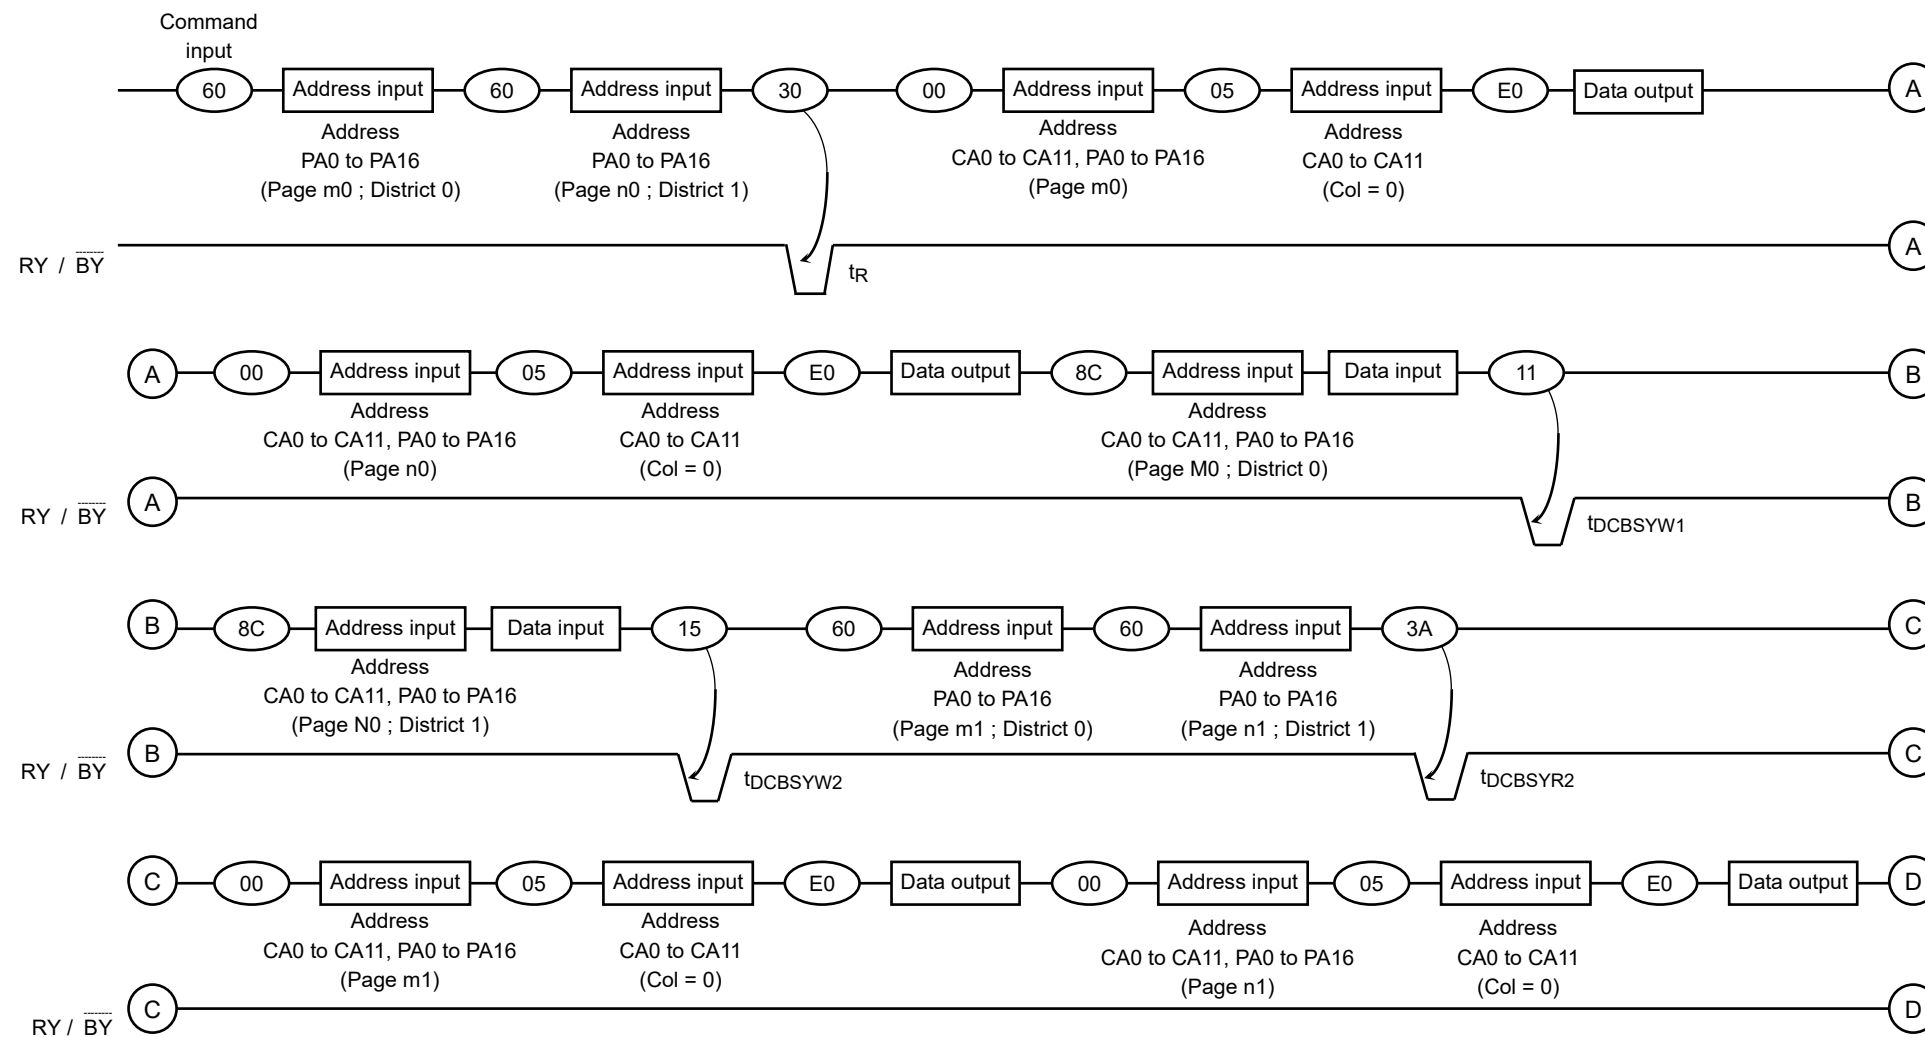 Command
input
60 Address input 60 Address input 30 00 Address input 05 Address input E0 Data output A
Address Address Address Address
PA0 to PA16 PA0 to PA16 CA0 to CA11, PA0 to PA16 CA0 to CA11
(Page m0 ; District 0) (Page n0 ; District 1) (Page m0) (Col = 0)
RY / BY A
tR
A 00 Address input 05 Address input E0 Data output 8C Address input Data input 11 B
Address Address Address
CA0 to CA11, PA0 to PA16 CA0 to CA11 CA0 to CA11, PA0 to PA16
(Page n0) (Col = 0) (Page M0 ; District 0)
RY / BY A B
tDCBSYW1
B 8C Address input Data input 15 60 Address input 60 Address input 3A C
Address Address Address
CA0 to CA11, PA0 to PA16 PA0 to PA16 PA0 to PA16
(Page N0 ; District 1) (Page m1 ; District 0) (Page n1 ; District 1)
RY / BY B C
tDCBSYW2 tDCBSYR2
C 00 Address input 05 Address input E0 Data output 00 Address input 05 Address input E0 Data output D
Address Address Address Address
CA0 to CA11, PA0 to PA16 CA0 to CA11 CA0 to CA11, PA0 to PA16 CA0 to CA11
(Page m1) (Col = 0) (Page n1) (Col = 0)
RY / BY C D